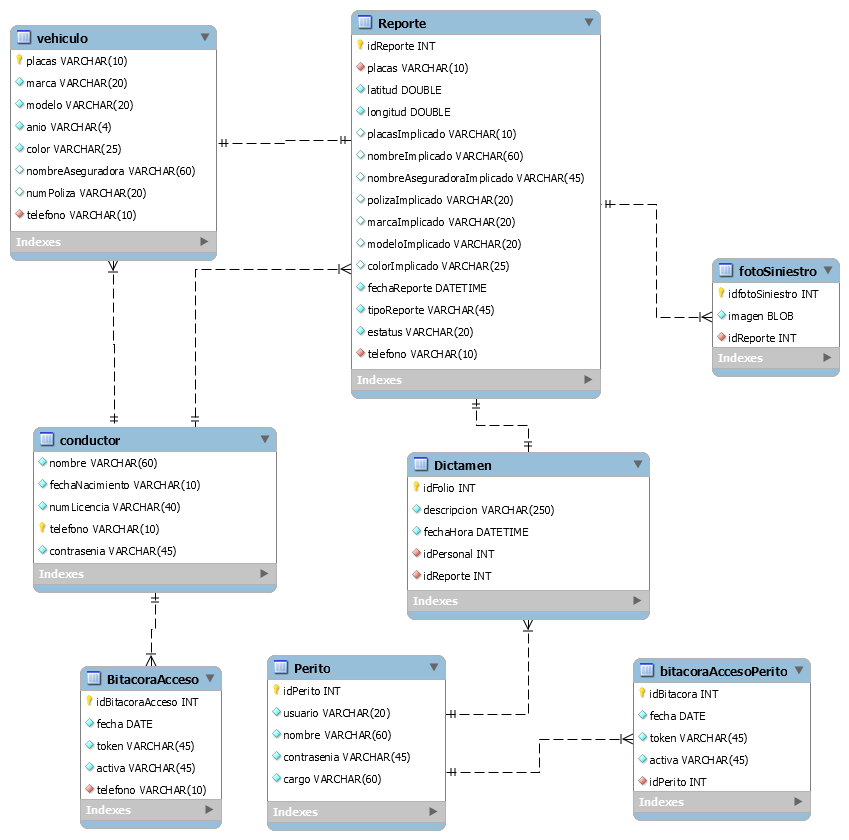 vehiculo
placas VARCHAR(10)
marca VARCHAR(20)
modelo VARCHAR(20)
anio VARCHAR(4)
color VARCHAR(25)
nombreAseguradora VARCHAR(60)
numPoliza VARCHAR(20)
telefono VARCHAR(10)
Indexes
Reporte
idReporte INT
placas VARCHAR(10)
latitud DOUBLE
longitud DOUBLE
placasImplicado VARCHAR(10)
nombreImplicado VARCHAR(60)
nombreAseguradoraImplicado VARCHAR(45)
polizaImplicado VARCHAR(20)
marcaImplicado VARCHAR(20)
modeloImplicado VARCHAR(20)
colorImplicado VARCHAR(25)
fechaReporte DATETIME
tipoReporte VARCHAR(45)
estatus VARCHAR(20)
telefono VARCHAR(10)
Indexes
fotoSiniestro
idfotoSiniestro INT
imagen BLOB
idReporte INT
Indexes
conductor
nombre VARCHAR(60)
fechaNacimiento VARCHAR(10)
numLicencia VARCHAR(40)
telefono VARCHAR(10)
contrasenia VARCHAR(45)
Indexes
Dictamen
idFolio INT
descripcion VARCHAR(250)
fechaHora DATETIME
idPersonal INT
idReporte INT
Indexes
BitacoraAcceso
idBitacoraAcceso INT
fecha DATE
token VARCHAR(45)
activa VARCHAR(45)
telefono VARCHAR(10)
Indexes
Perito
idPerito INT
usuario VARCHAR(20)
nombre VARCHAR(60)
contrasenia VARCHAR(45)
cargo VARCHAR(60)
Indexes
bitacoraAccesoPerito
idBitacora INT
fecha DATE
token VARCHAR(45)
activa VARCHAR(45)
idPerito INT
Indexes